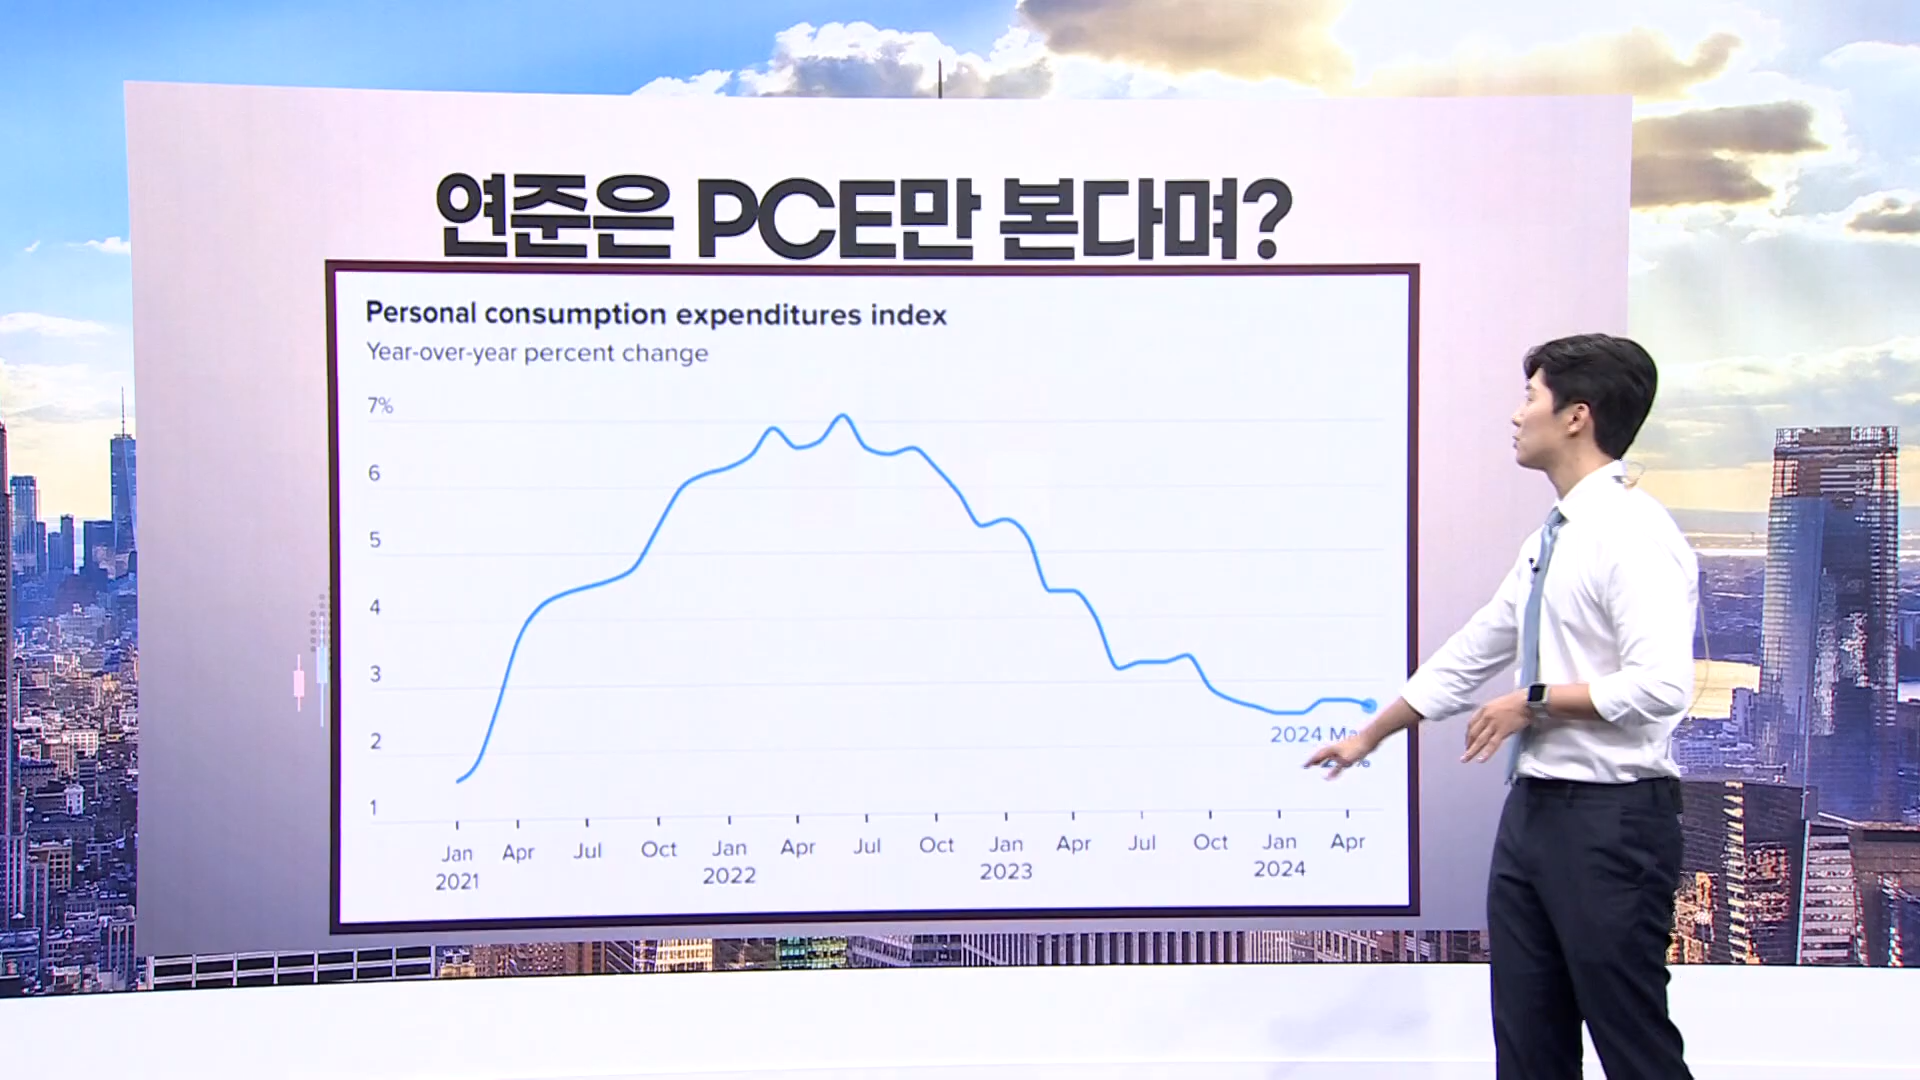 연준은 PCE만 본다며?
Personal consumption expenditures index
Year-over-year percent change
7%
6
5
4
3
2
1
2024
Jan Apr Jul Oct Jan Apr Jul Oct Jan Apr Jul Oct Jan Apr
2021 2022 2023 2024